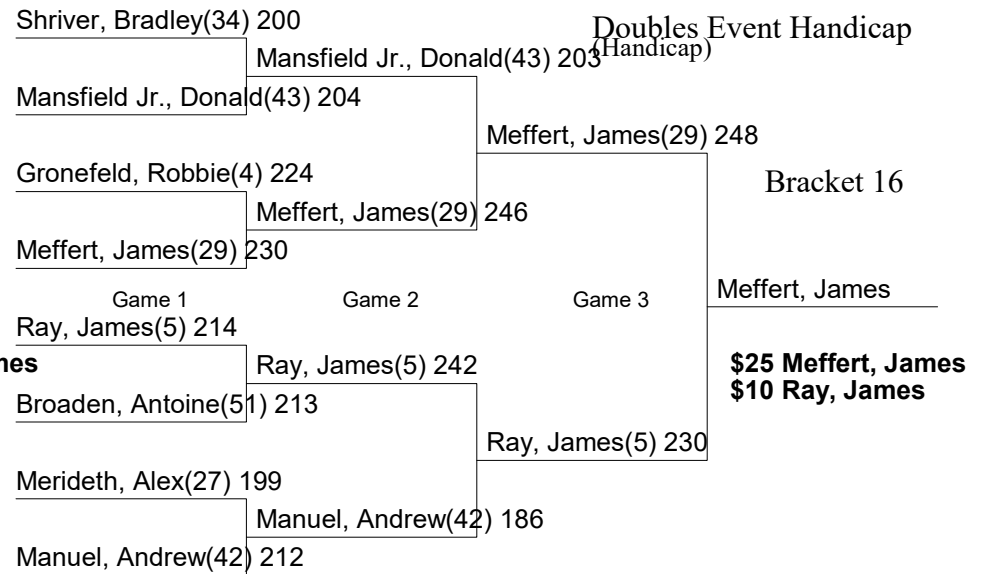 Shriver, Bradley(34) 200
Doubles Event Handicap
(Handicap)
Mansfield Jr., Donald(43) 203
Mansfield Jr., Donald(43) 204
Meffert, James(29) 248
Gronefeld, Robbie(4) 224
Bracket 16
Meffert, James(29) 246
Meffert, James(29) 230
Game 1
Game 2
Game 3
Meffert, James
Ray, James(5) 214
Ray, James(5) 242
$25 Meffert, James
$10 Ray, James
Broaden, Antoine(51) 213
Ray, James(5) 230
Merideth, Alex(27) 199
Manuel, Andrew(42) 186
Manuel, Andrew(42) 212